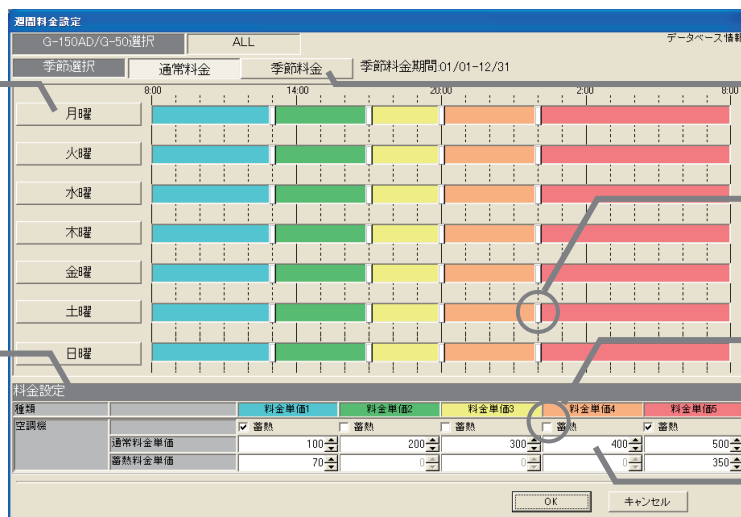 週間料金設定
G-150AD/G-50選択 ALL データベース情報
季節選択 通常料金 季節料金 季節料金期間:01/01-12/31
8:00 14:00 20:00 2:00 8:00
月曜
火曜
水曜
木曜
金曜
土曜
日曜
料金設定
種類 料金単価1 料金単価2 料金単価3 料金単価4 料金単価5
空調機 蓄熱 蓄熱 蓄熱 蓄熱 蓄熱
通常料金単価 100 200 300 400 500
蓄熱料金単価 70 0 0 0 350
OK キャンセル